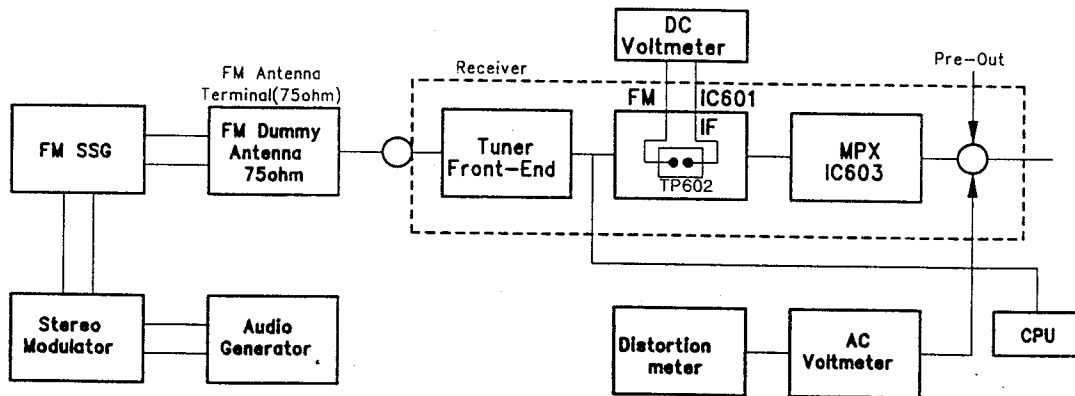 DC
Voltmeter
Receiver
Pre-Out
FM Antenna
Terminal(75ohm)
FM SSG
FM Dummy
Antenna
75ohm
Tuner
Front-End
FM IC601
IF
TP602
MPX
IC603
Stereo
Modulator
Audio
Generator
Distortion
meter
AC
Voltmeter
CPU